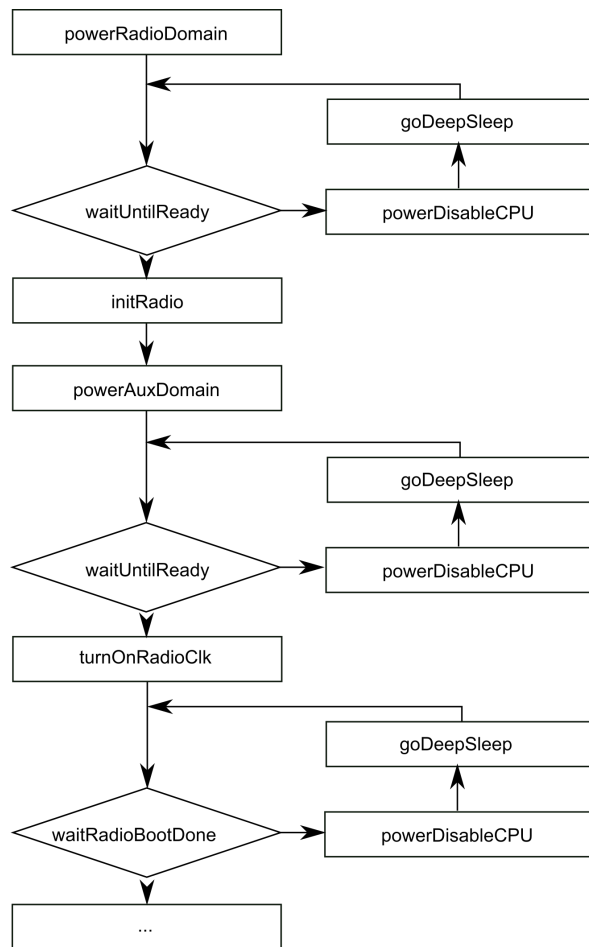 powerRadioDomain
goDeepSleep
waitUntilReady
powerDisableCPU
initRadio
powerAuxDomain
goDeepSleep
waitUntilReady
powerDisableCPU
turnOnRadioClk
goDeepSleep
waitRadioBootDone
powerDisableCPU
...